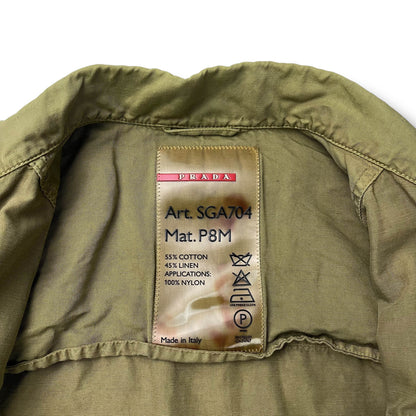 PRADA
Art. SGA704
Mat. P8M
55% COTTON
45% LINEN
APPLICATIONS:
100% NYLON
P
Made in Italy